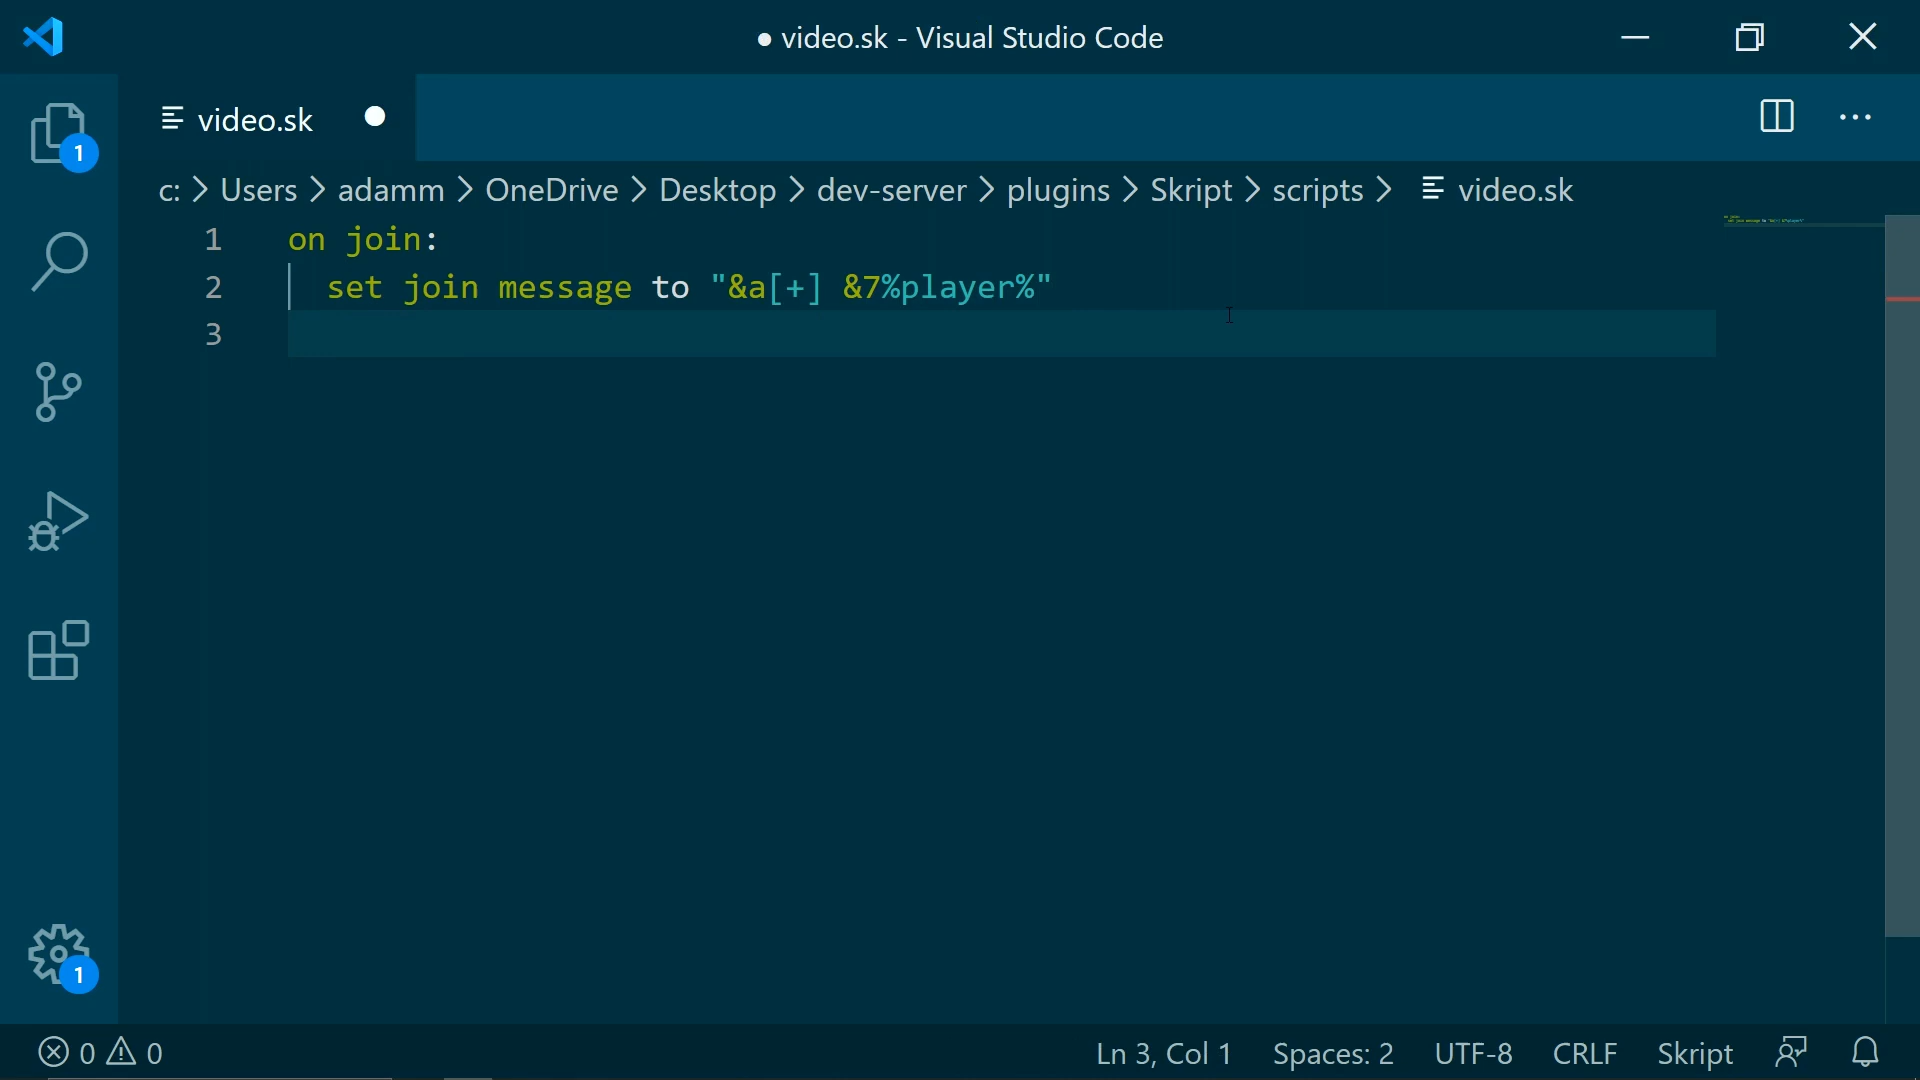 ● video.sk - Visual Studio Code
video.sk ●
c: > Users > adamm > OneDrive > Desktop > dev-server > plugins > Skript > scripts > video.sk
1 on join:
2 set join message to "&a[+] &7%player%"
3
1
1
0 0 Ln 3, Col 1 Spaces: 2 UTF-8 CRLF Skript